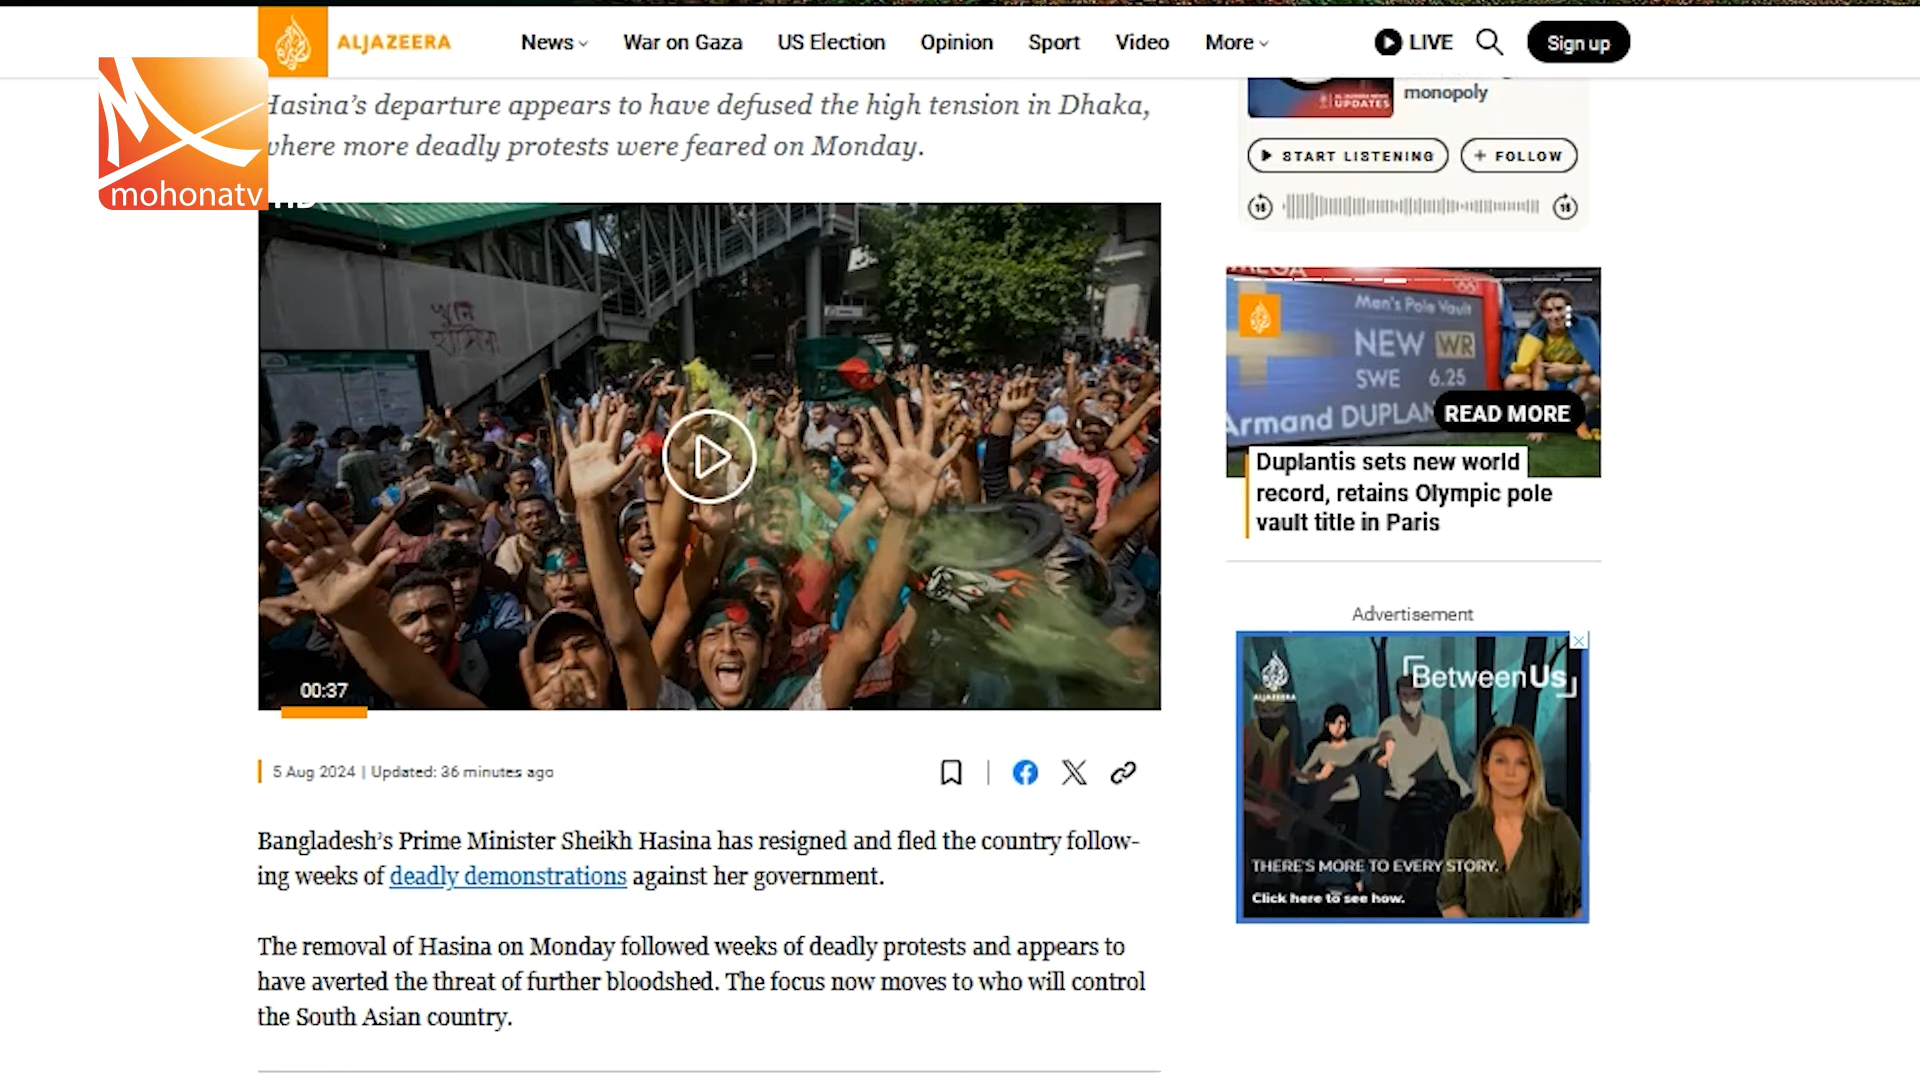 ALJAZEERA
News
War on Gaza
US Election
Opinion
Sport
Video
More
LIVE
Sign up
mohonatv
HD
Hasina's departure appears to have defused the high tension in Dhaka,
where more deadly protests were feared on Monday.
খুনি
হাসিনা
00:37
5 Aug 2024 | Updated: 36 minutes ago
Bangladesh's Prime Minister Sheikh Hasina has resigned and fled the country follow-
ing weeks of deadly demonstrations against her government.
The removal of Hasina on Monday followed weeks of deadly protests and appears to
have averted the threat of further bloodshed. The focus now moves to who will control
the South Asian country.
monopoly
UPDATES
START LISTENING
+ FOLLOW
15
15
Men's Pole Vault
NEW WR
SWE 6.25
Armand DUPLAN
READ MORE
Duplantis sets new world
record, retains Olympic pole
vault title in Paris
Advertisement
ALJAZEERA
Between Us
THERE'S MORE TO EVERY STORY.
Click here to see how.